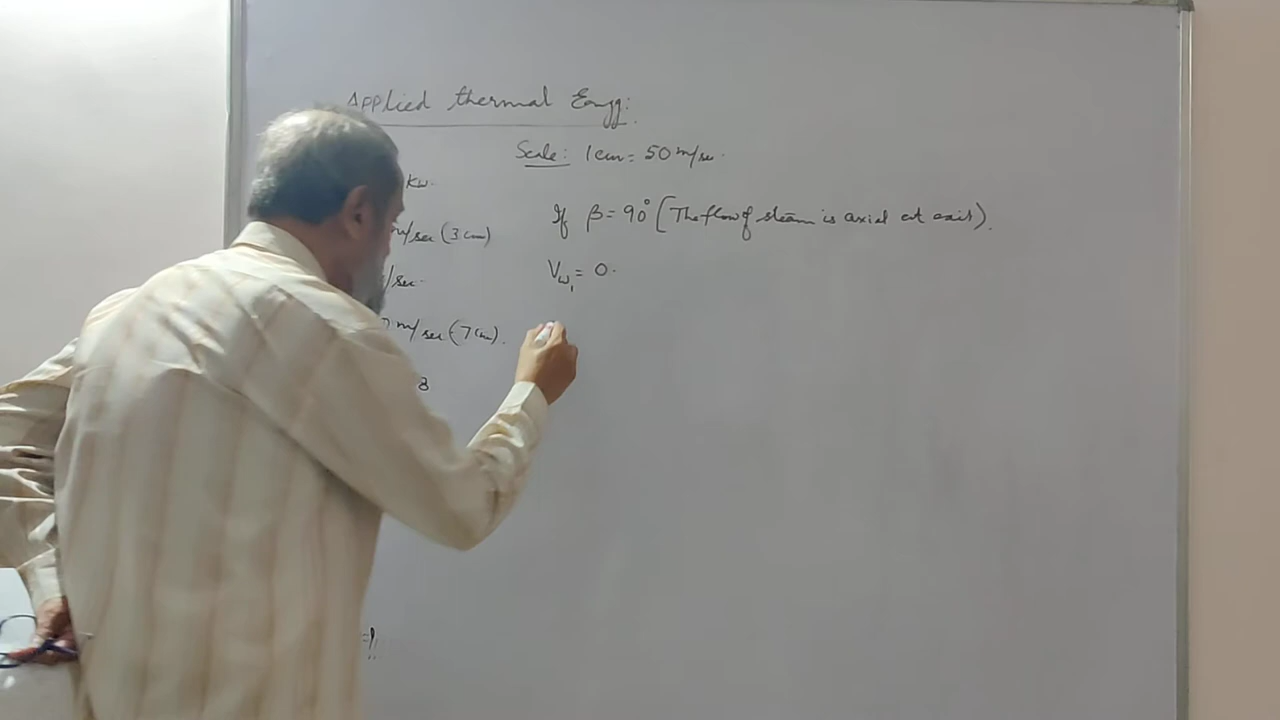 Applied thermal Engg:
Scale: 1cm = 50 m/sec.
kw.
If β = 90° [The flow of steam is axial at exit).
m/sec (3 cm)
Vw₁ = 0.
/sec.
m/sec (7 cm).
8
=!!